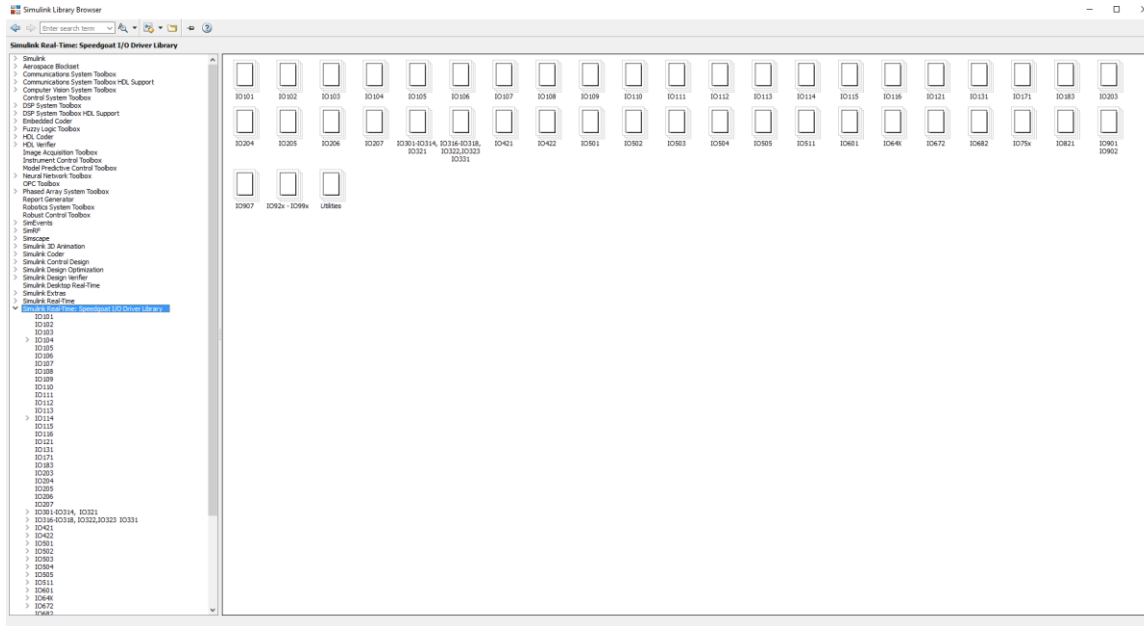 Simulink Library Browser
Enter search term
Simulink Real-Time: Speedgoat I/O Driver Library
Simulink
Aerospace Blockset
Communications System Toolbox
Communications System Toolbox HDL Support
Computer Vision System Toolbox
Control System Toolbox
DSP System Toolbox
DSP System Toolbox HDL Support
Embedded Coder
Fuzzy Logic Toolbox
HDL Coder
HDL Verifier
Image Acquisition Toolbox
Instrument Control Toolbox
Model Predictive Control Toolbox
Neural Network Toolbox
OPC Toolbox
Phased Array System Toolbox
Report Generator
Robotics System Toolbox
Robust Control Toolbox
SimEvents
SimRF
Simscape
Simulink 3D Animation
Simulink Coder
Simulink Control Design
Simulink Design Optimization
Simulink Design Verifier
Simulink Desktop Real-Time
Simulink Extras
Simulink Real-Time
Simulink Real-Time: Speedgoat I/O Driver Library
IO101
IO102
IO103
IO104
IO105
IO106
IO107
IO108
IO109
IO110
IO111
IO112
IO113
IO114
IO115
IO116
IO121
IO131
IO171
IO183
IO203
IO204
IO205
IO206
IO207
IO301-IO314, IO321
IO316-IO318, IO322,IO323 IO331
IO421
IO422
IO501
IO502
IO503
IO504
IO505
IO511
IO601
IO64X
IO672
IO682
IO101 IO102 IO103 IO104 IO105 IO106 IO107 IO108 IO109 IO110 IO111 IO112 IO113 IO114 IO115 IO116 IO121 IO131 IO171 IO183 IO203
IO204 IO205 IO206 IO207 IO301-IO314, IO316-IO318, IO421 IO422 IO501 IO502 IO503 IO504 IO505 IO511 IO601 IO64X IO672 IO682 IO75x IO821 IO901
IO321 IO322,IO323 IO902
IO331
IO907 IO92x - IO99x Utilities